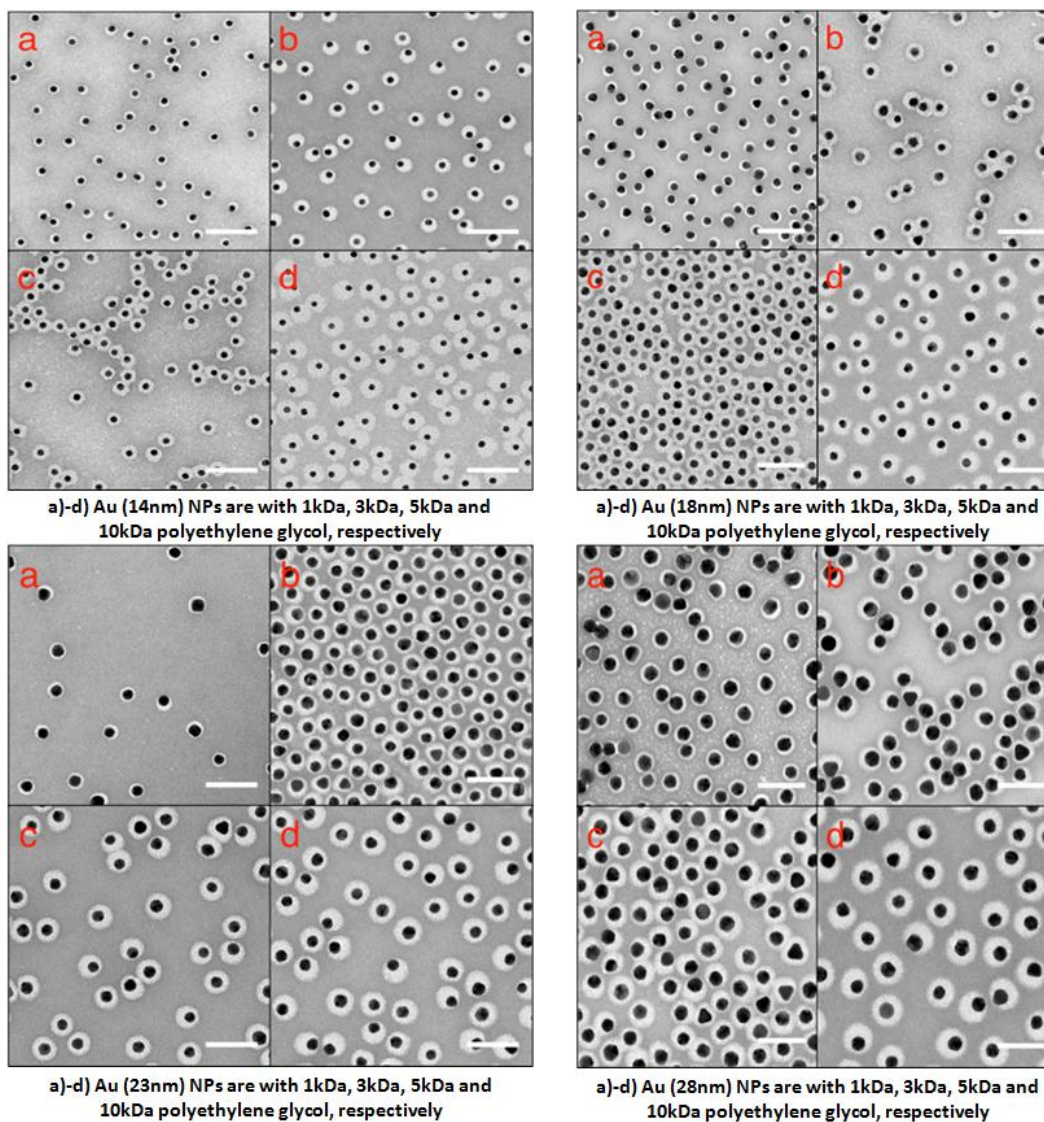 a
b
c
d
a)-d) Au (14nm) NPs are with 1kDa, 3kDa, 5kDa and
10kDa polyethylene glycol, respectively
a
b
c
d
a)-d) Au (18nm) NPs are with 1kDa, 3kDa, 5kDa and
10kDa polyethylene glycol, respectively
a
b
c
d
a)-d) Au (23nm) NPs are with 1kDa, 3kDa, 5kDa and
10kDa polyethylene glycol, respectively
a
b
c
d
a)-d) Au (28nm) NPs are with 1kDa, 3kDa, 5kDa and
10kDa polyethylene glycol, respectively